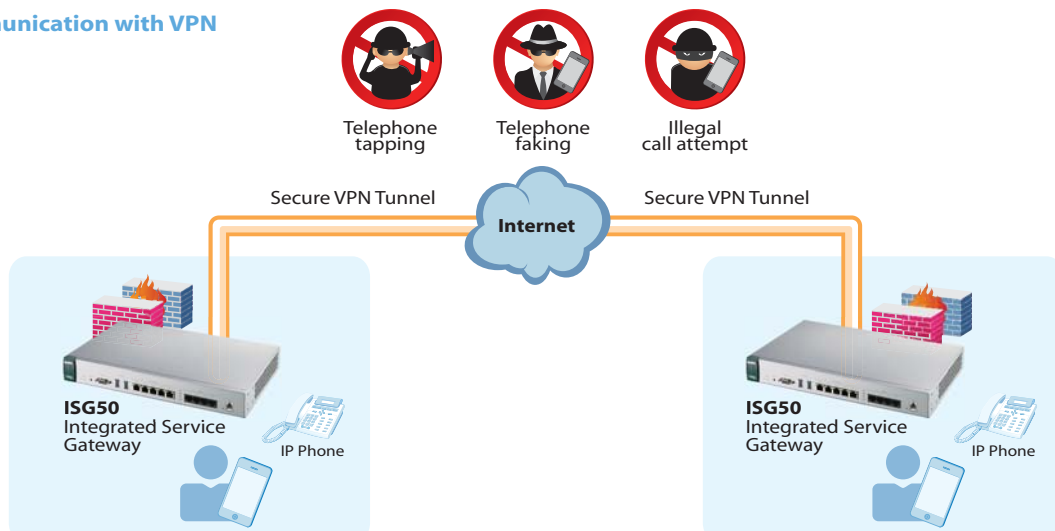 unication with VPN
Telephone
tapping
Telephone
faking
Illegal
call attempt
Secure VPN Tunnel
Secure VPN Tunnel
Internet
ISG50
Integrated Service
Gateway
IP Phone
ISG50
Integrated Service
Gateway
IP Phone